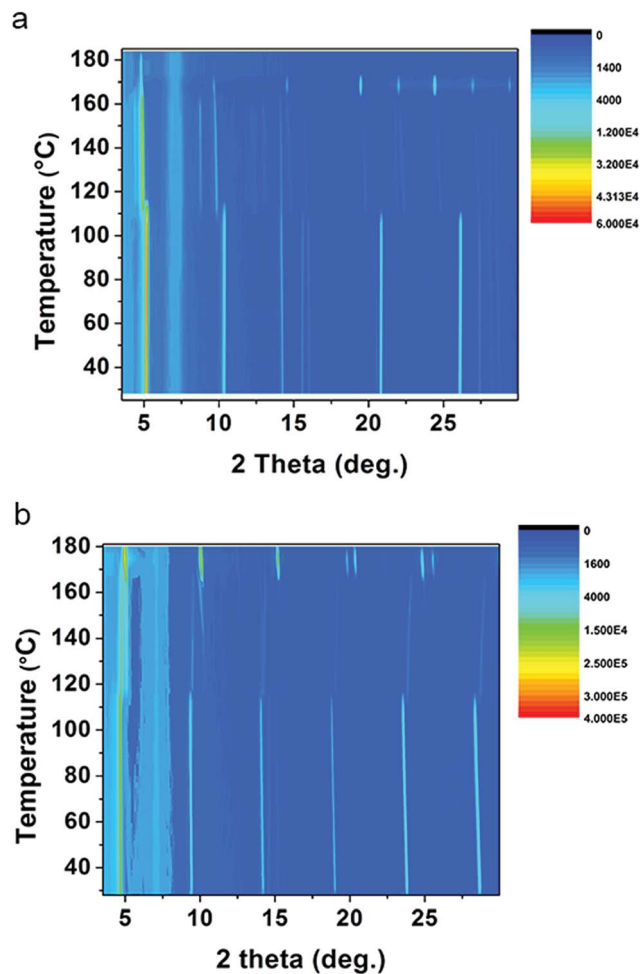 a
180
160
140
120
100
80
60
40
Temperature (°C)
5 10 15 20 25
2 Theta (deg.)
0
1400
4000
1.200E4
3.200E4
4.313E4
6.000E4
b
180
160
140
120
100
80
60
40
Temperature (°C)
5 10 15 20 25
2 theta (deg.)
0
1600
4000
1.500E4
2.500E5
3.000E5
4.000E5